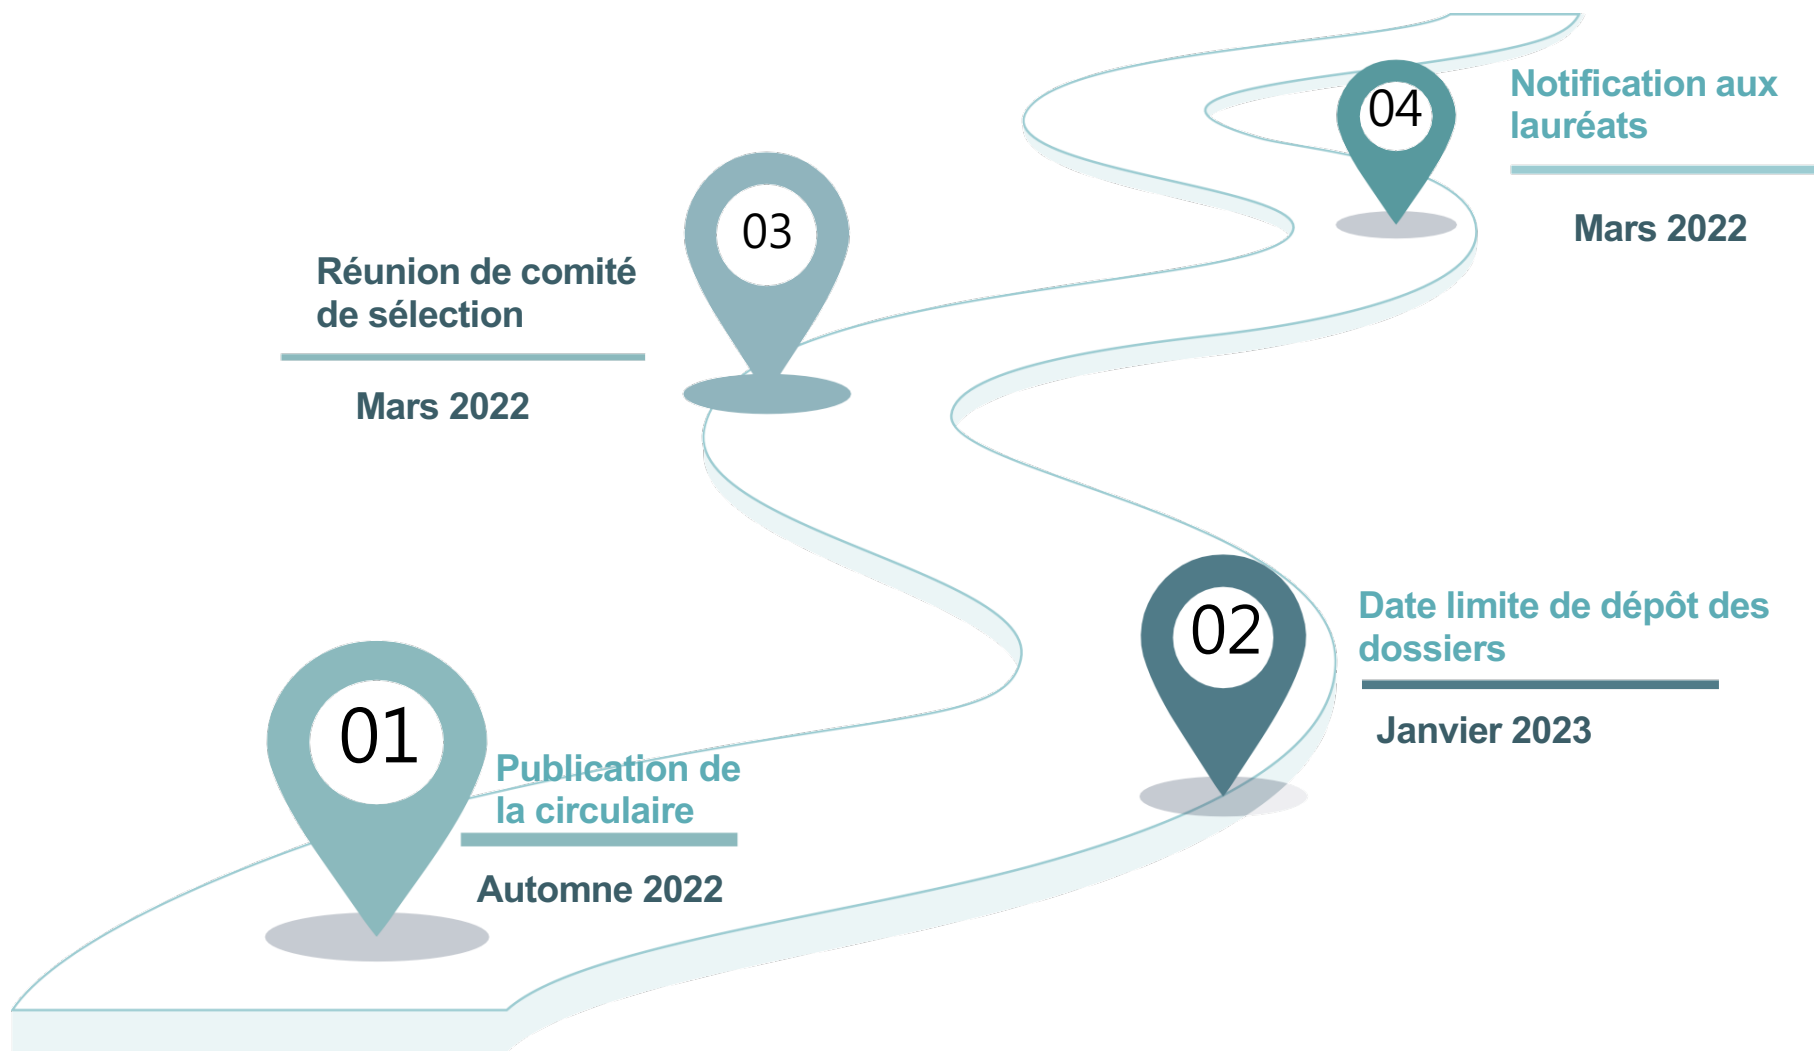 01
Publication de
la circulaire
Automne 2022
02
Date limite de dépôt des
dossiers
Janvier 2023
03
Réunion de comité
de sélection
Mars 2022
04
Notification aux
lauréats
Mars 2022